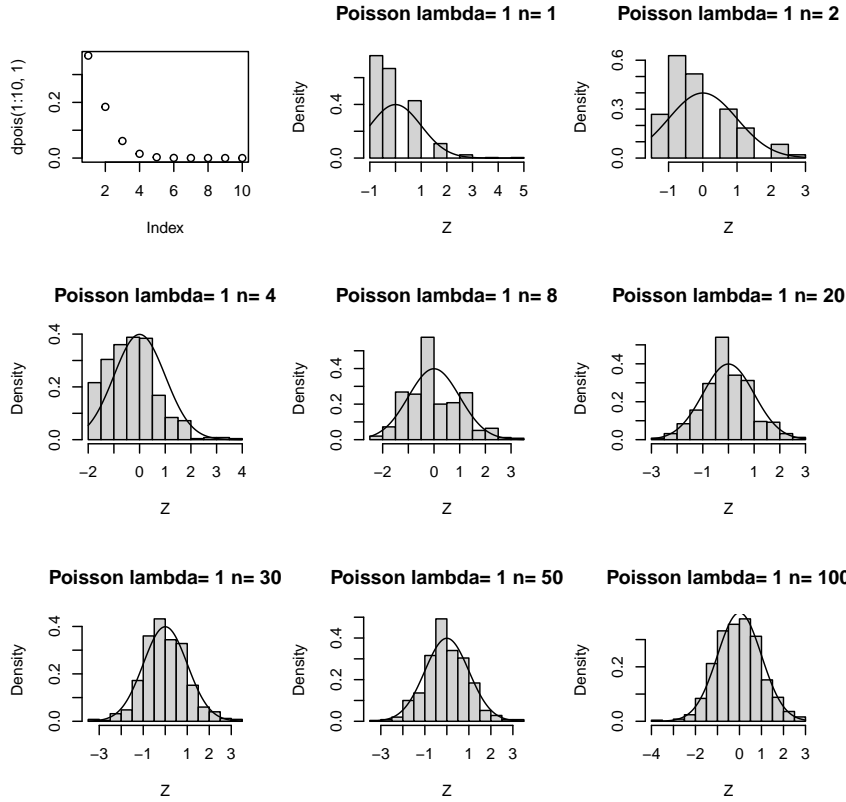 dpois(1:10, 1)
0.0
0.2
2
4
6
8
10
Index
Poisson lambda= 1 n= 1
Density
0.0
0.4
−1
1
2
3
4
5
Z
Poisson lambda= 1 n= 2
Density
0.0
0.3
0.6
−1
0
1
2
3
Z
Poisson lambda= 1 n= 4
Density
0.0
0.2
0.4
−2
0
1
2
3
4
Z
Poisson lambda= 1 n= 8
Density
0.0
0.2
0.4
−2
0
1
2
3
Z
Poisson lambda= 1 n= 20
Density
0.0
0.2
0.4
−3
−1
0
1
2
3
Z
Poisson lambda= 1 n= 30
Density
0.0
0.2
0.4
−3
−1
1
2
3
Z
Poisson lambda= 1 n= 50
Density
0.0
0.2
0.4
−3
−1
1
2
3
Z
Poisson lambda= 1 n= 100
Density
0.0
0.2
−4
−2
0
1
2
3
Z